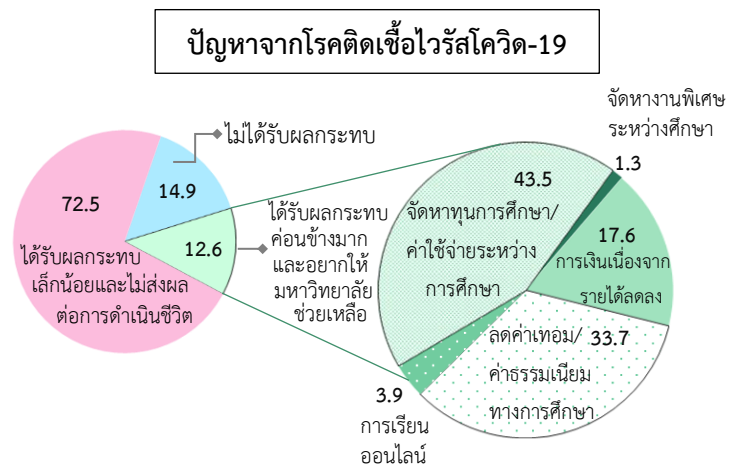 ปัญหาจากโรคติดเชื้อไวรัสโควิด-19
ไม่ได้รับผลกระทบ
14.9
72.5
ได้รับผลกระทบ
เล็กน้อยและไม่ส่งผล
ต่อการดำเนินชีวิต
12.6
ได้รับผลกระทบ
ค่อนข้างมาก
และอยากให้
มหาวิทยาลัย
ช่วยเหลือ
จัดหางานพิเศษ
ระหว่างศึกษา
1.3
43.5
จัดหาทุนการศึกษา/
ค่าใช้จ่ายระหว่าง
การศึกษา
17.6
การเงินเนื่องจาก
รายได้ลดลง
ลดค่าเทอม/ 33.7
ค่าธรรมเนียม
ทางการศึกษา
3.9
การเรียน
ออนไลน์